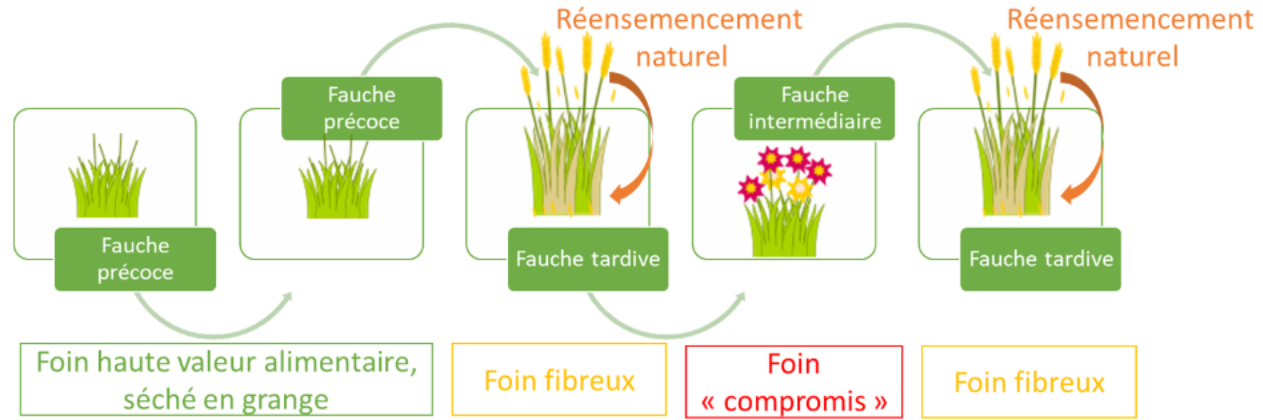 Réensemencement
naturel
Réensemencement
naturel
Fauche
précoce
Fauche
intermédiaire
Fauche
précoce
Fauche tardive
Fauche tardive
Foin haute valeur alimentaire,
séché en grange
Foin fibreux
Foin
« compromis »
Foin fibreux